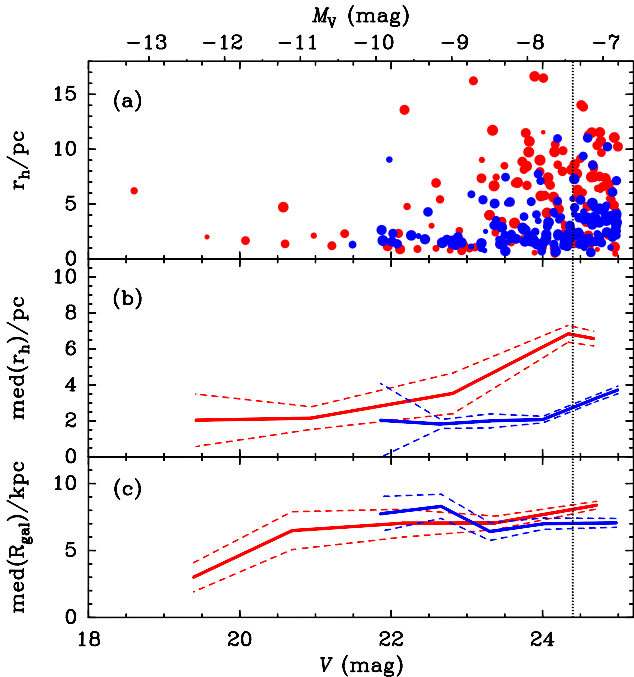 M_V (mag)
−13 −12 −11 −10 −9 −8 −7
(a)
r_h/pc
15
10
5
0
(b)
med(r_h)/pc
10
8
6
4
2
0
(c)
med(R_gal)/kpc
10
5
0
18 20 22 24
V (mag)